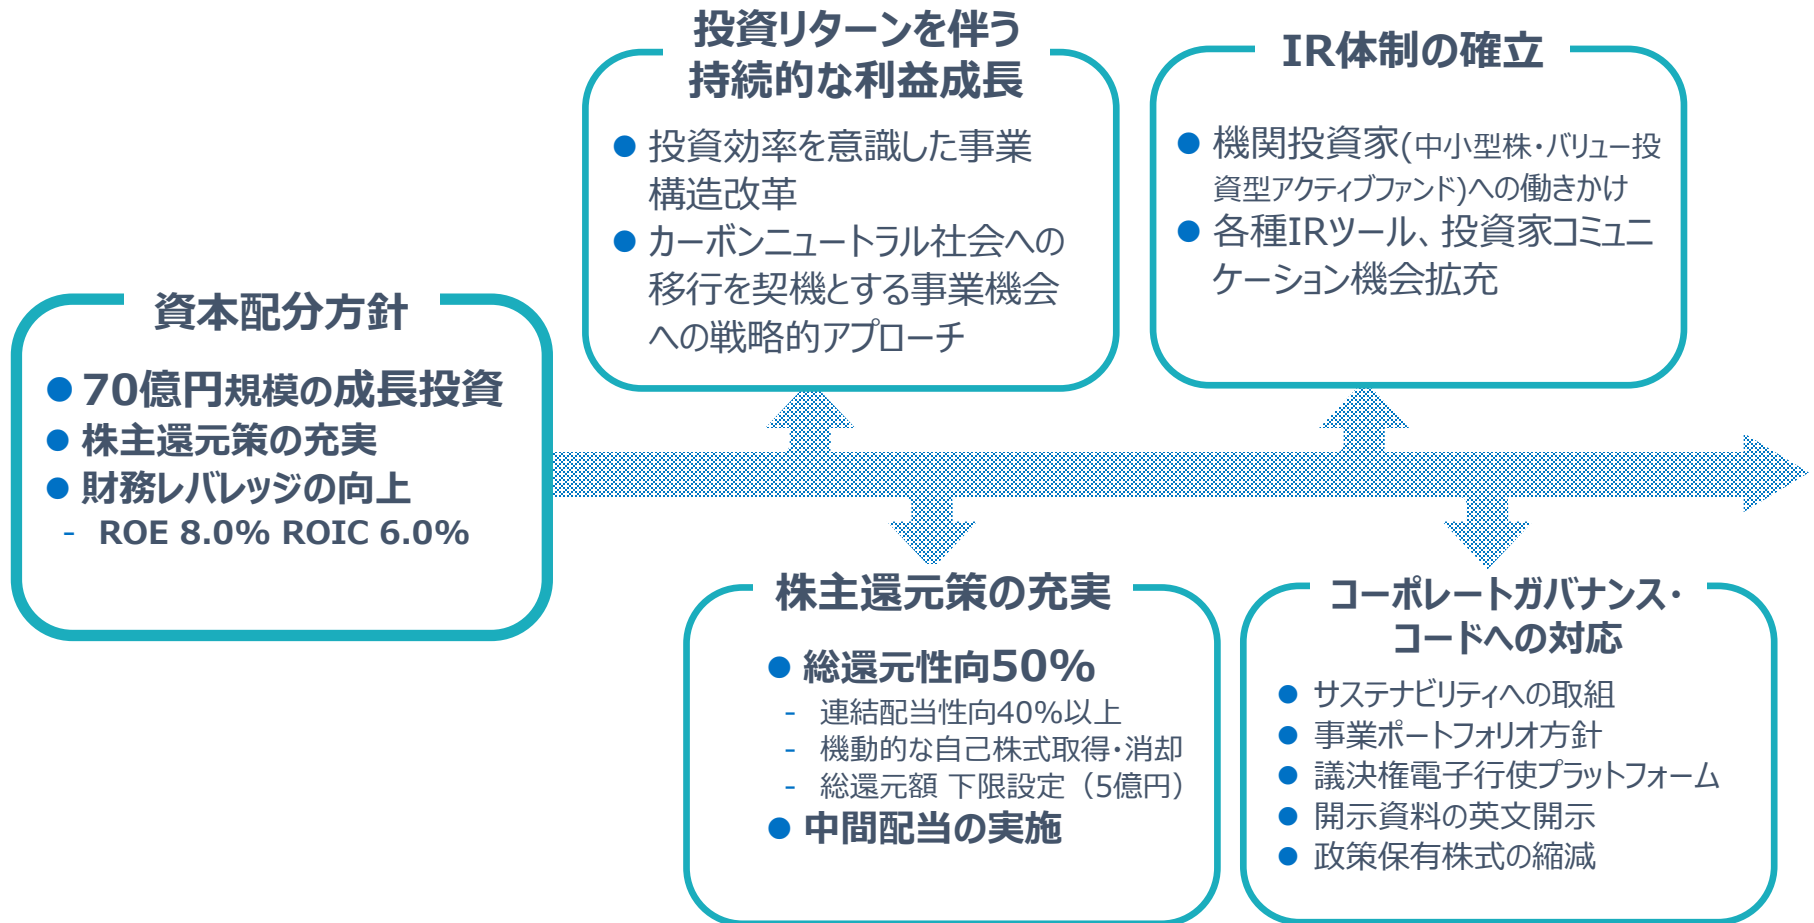 資本配分方針
● 70億円規模の成長投資
● 株主還元策の充実
● 財務レバレッジの向上
- ROE 8.0% ROIC 6.0%
投資リターンを伴う
持続的な利益成長
● 投資効率を意識した事業
構造改革
● カーボンニュートラル社会への
移行を契機とする事業機会
への戦略的アプローチ
IR体制の確立
● 機関投資家(中小型株・バリュー投
資型アクティブファンド)への働きかけ
● 各種IRツール、投資家コミュニ
ケーション機会拡充
株主還元策の充実
● 総還元性向50%
- 連結配当性向40%以上
- 機動的な自己株式取得・消却
- 総還元額 下限設定（5億円）
● 中間配当の実施
コーポレートガバナンス・
コードへの対応
● サステナビリティへの取組
● 事業ポートフォリオ方針
● 議決権電子行使プラットフォーム
● 開示資料の英文開示
● 政策保有株式の縮減